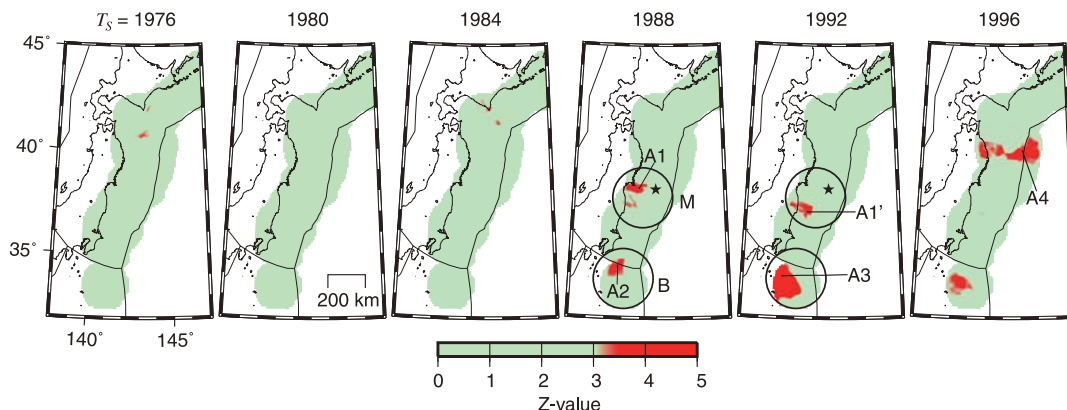 T_S = 1976 1980 1984 1988 1992 1996
45°
40°
A1
M
A1'
A4
35°
A3
A2 B
200 km
140° 145°
0 1 2 3 4 5
Z-value